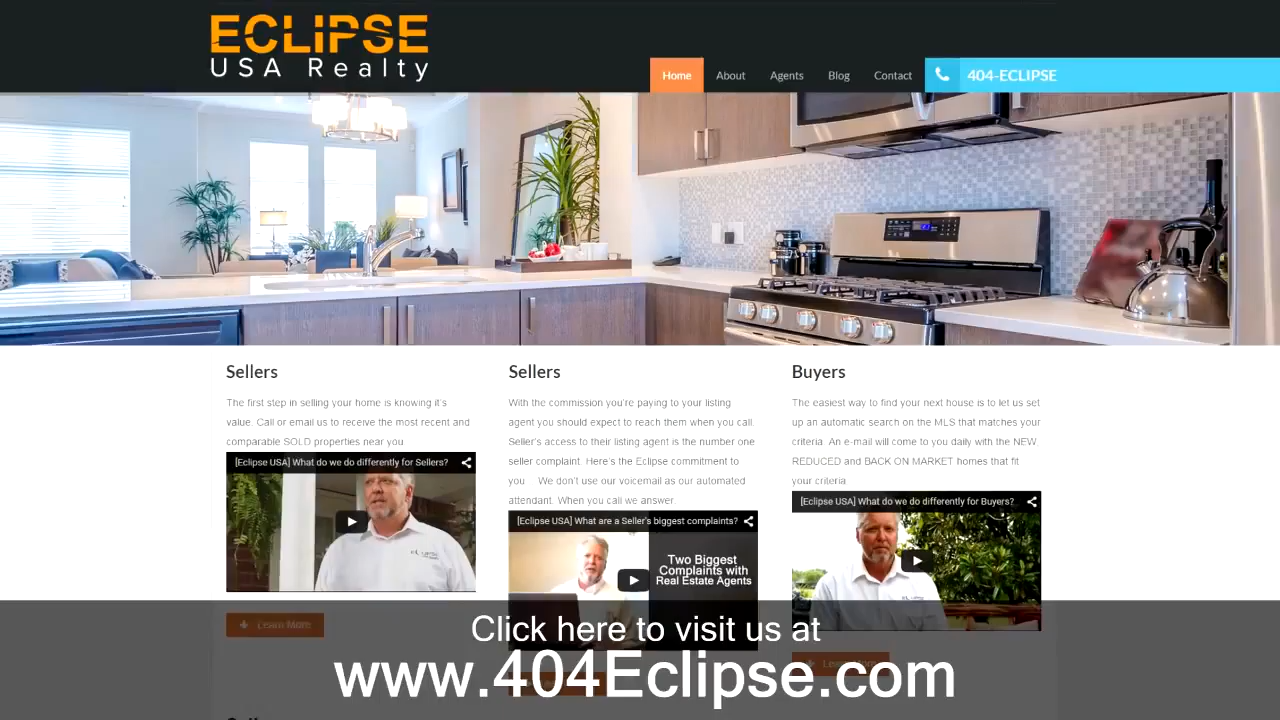 ECLIPSE
USA Realty
Home About Agents Blog Contact 404-ECLIPSE
Sellers
The first step in selling your home is knowing it's
value. Call or email us to receive the most recent and
comparable SOLD properties near you
[Eclipse USA] What do we do differently for Sellers?
Learn More
Sellers
With the commission you're paying to your listing
agent you should expect to reach them when you call.
Seller's access to their listing agent is the number one
seller complaint. Here's the Eclipse commitment to
you We don't use our voicemail as our automated
attendant. When you call we answer.
[Eclipse USA] What are a Seller's biggest complaints?
Two Biggest
Complaints with
Real Estate Agents
Buyers
The easiest way to find your next house is to let us set
up an automatic search on the MLS that matches your
criteria. An e-mail will come to you daily with the NEW
REDUCED and BACK ON MARKET homes that fit
your criteria
[Eclipse USA] What do we do differently for Buyers?
Learn More
Click here to visit us at
www.404Eclipse.com